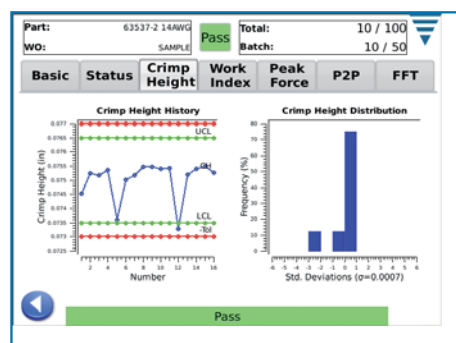 Part: 63537-2 14AWG
WO: SAMPLE
Pass
Total: 10 / 100
Batch: 10 / 50
Basic
Status
Crimp
Height
Work
Index
Peak
Force
P2P
FFT
Crimp Height History
Crimp Height (in)
0.077
0.0765
0.076
0.0755
0.075
0.0745
0.074
0.0735
0.073
0.0725
UCL
LCL
-Tol
2 4 6 8 10 12 14 16
Number
Crimp Height Distribution
Frequency (%)
80
70
60
50
40
30
20
10
0
-6 -5 -4 -3 -2 -1 0 1 2 3 4 5 6
Std. Deviations (σ=0.0007)
Pass